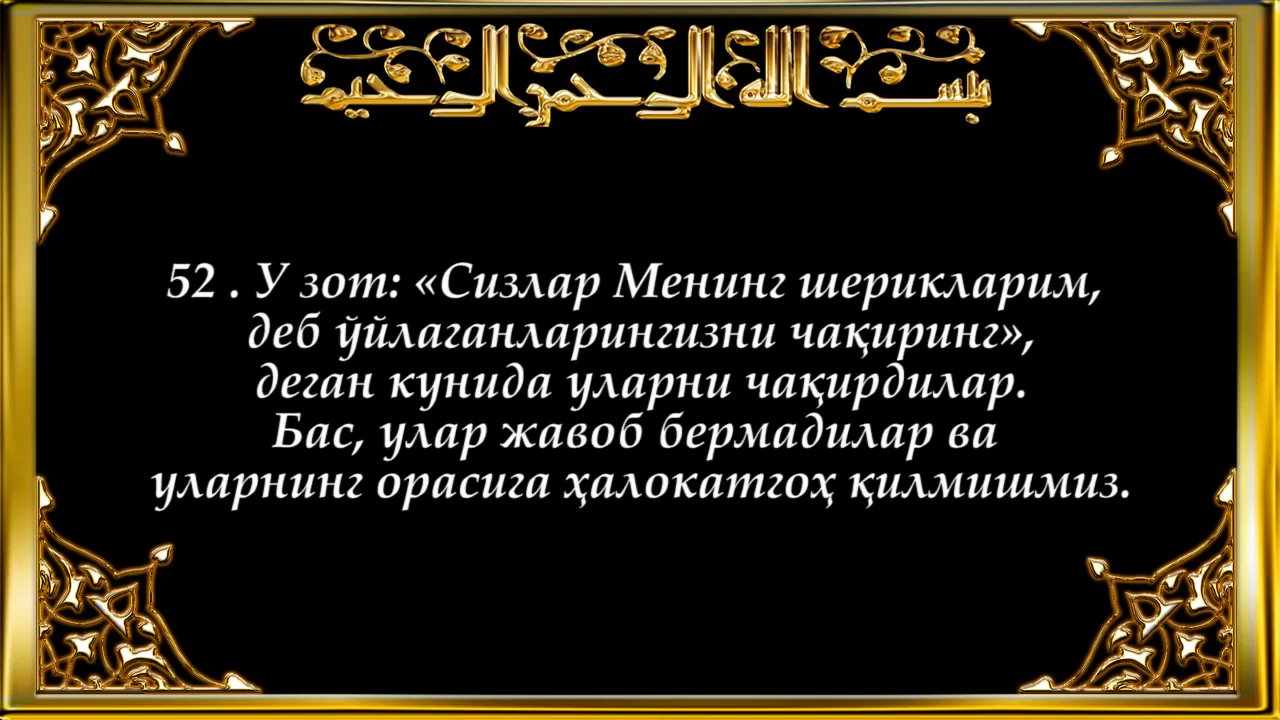 بسم الله الرحمن الرحيم
52 . У зот: «Сизлар Менинг шерикларим,
деб ўйлаганларингизни чақиринг»,
деган кунида уларни чақирдилар.
Бас, улар жавоб бермадилар ва
уларнинг орасига ҳалокатгоҳ қилмишмиз.